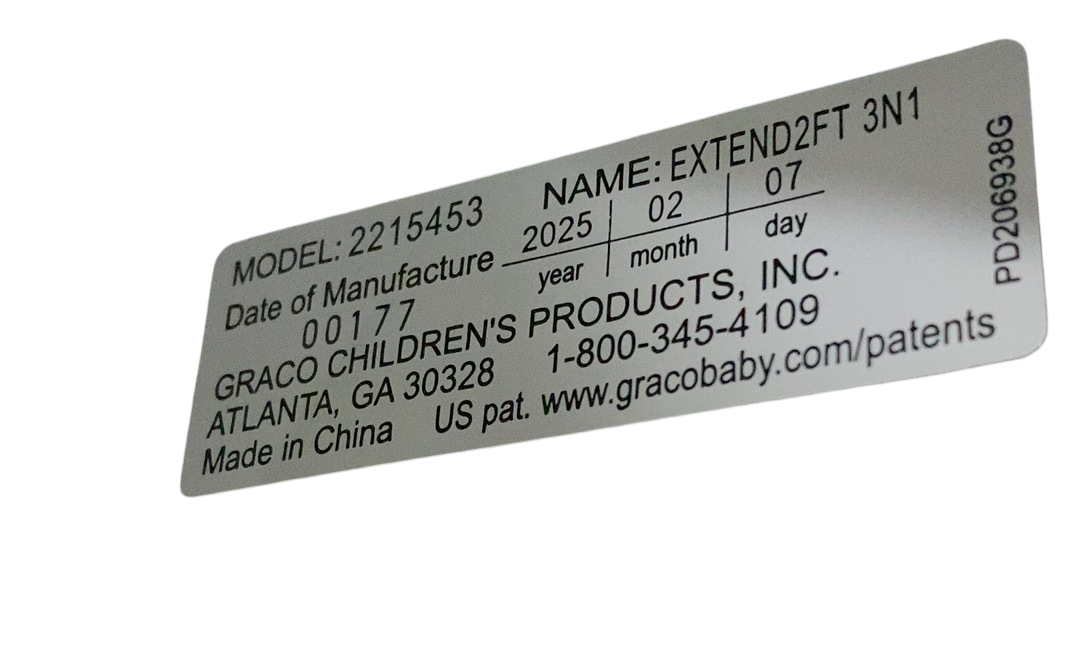 MODEL: 2215453 NAME: EXTEND2FT 3N1
Date of Manufacture 2025 02 07
year month day
00177
GRACO CHILDREN'S PRODUCTS, INC.
ATLANTA, GA 30328 1-800-345-4109
Made in China US pat. www.gracobaby.com/patents
PD206938G